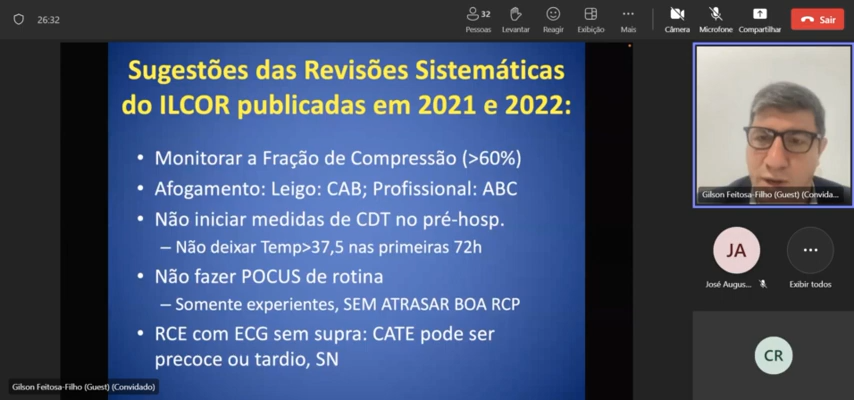 26:32
32
Pessoas
Levantar
Reagir
Exibição
Mais
Câmera
Microfone
Compartilhar
Sair
Sugestões das Revisões Sistemáticas
do ILCOR publicadas em 2021 e 2022:
• Monitorar a Fração de Compressão (>60%)
• Afogamento: Leigo: CAB; Profissional: ABC
• Não iniciar medidas de CDT no pré-hosp.
– Não deixar Temp>37,5 nas primeiras 72h
• Não fazer POCUS de rotina
– Somente experientes, SEM ATRASAR BOA RCP
• RCE com ECG sem supra: CATE pode ser
precoce ou tardio, SN
Gilson Feitosa-Filho (Guest) (Convidado)
Gilson Feitosa-Filho (Guest) (Convida...
JA
José Augus...
Exibir todos
CR